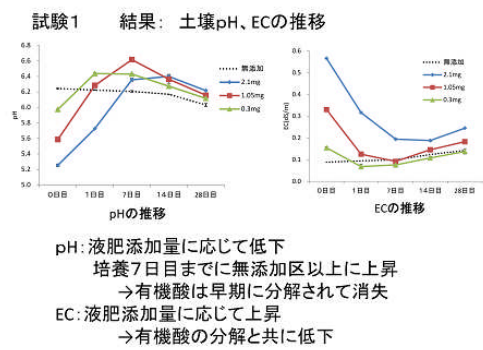 試験1 結果: 土壌pH、ECの推移
6.8
6.6
6.4
6.2
6.0
5.8
5.6
5.4
5.2
5.0
pH
0日目 1日目 7日目 14日目 28日目
無添加
2.1mg
1.05mg
0.3mg
pHの推移
0.6
0.5
0.4
0.3
0.2
0.1
0.0
EC(dS/m)
0日目 1日目 7日目 14日目 28日目
無添加
2.1mg
1.05mg
0.3mg
ECの推移
pH:液肥添加量に応じて低下
培養7日目までに無添加区以上に上昇
→有機酸は早期に分解されて消失
EC:液肥添加量に応じて上昇
→有機酸の分解と共に低下